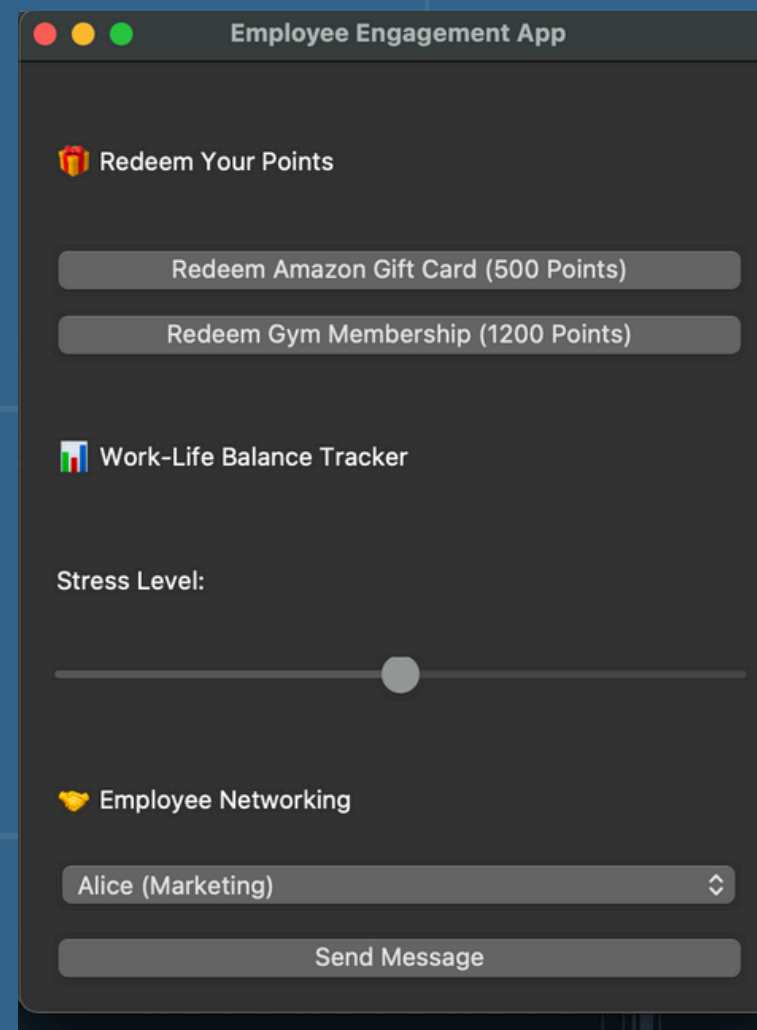 Employee Engagement App
🎁 Redeem Your Points
Redeem Amazon Gift Card (500 Points)
Redeem Gym Membership (1200 Points)
📊 Work-Life Balance Tracker
Stress Level:
🤝 Employee Networking
Alice (Marketing)
Send Message